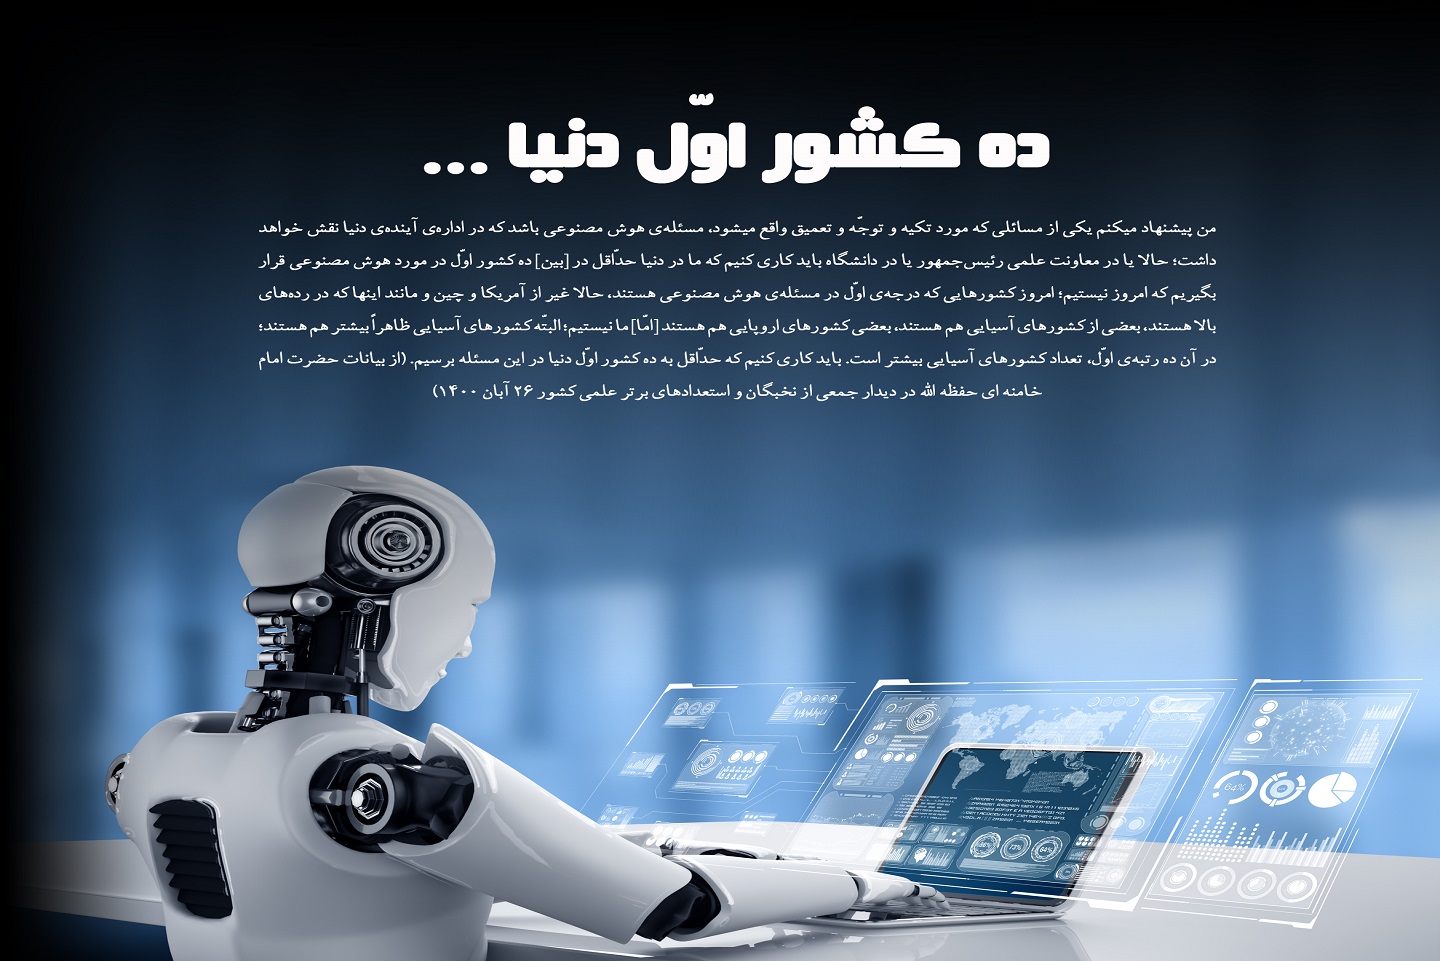 ده کشور اوّل دنیا ...
من پیشنهاد میکنم یکی از مسائلی که مورد تکیه و توجّه و تعمیق واقع میشود، مسئله‌ی هوش مصنوعی باشد که در اداره‌ی آینده‌ی دنیا نقش خواهد
داشت؛ حالا یا در معاونت علمی رئیس‌جمهور یا در دانشگاه باید کاری کنیم که ما در دنیا حدّاقل در [بین] ده کشور اوّل در مورد هوش مصنوعی قرار
بگیریم که امروز نیستیم؛ امروز کشورهایی که درجه‌ی اوّل در مسئله‌ی هوش مصنوعی هستند، حالا غیر از آمریکا و چین و مانند اینها که در رده‌های
بالا هستند، بعضی از کشورهای آسیایی هم هستند، بعضی کشورهای اروپایی هم هستند [امّا] ما نیستیم؛ البتّه کشورهای آسیایی ظاهراً بیشتر هم هستند؛
در آن ده رتبه‌ی اوّل، تعداد کشورهای آسیایی بیشتر است. باید کاری کنیم که حدّاقل به ده کشور اوّل دنیا در این مسئله برسیم. (از بیانات حضرت امام
خامنه ای حفظه الله در دیدار جمعی از نخبگان و استعدادهای برتر علمی کشور ۲۶ آبان ۱۴۰۰)
73%
64%
64%